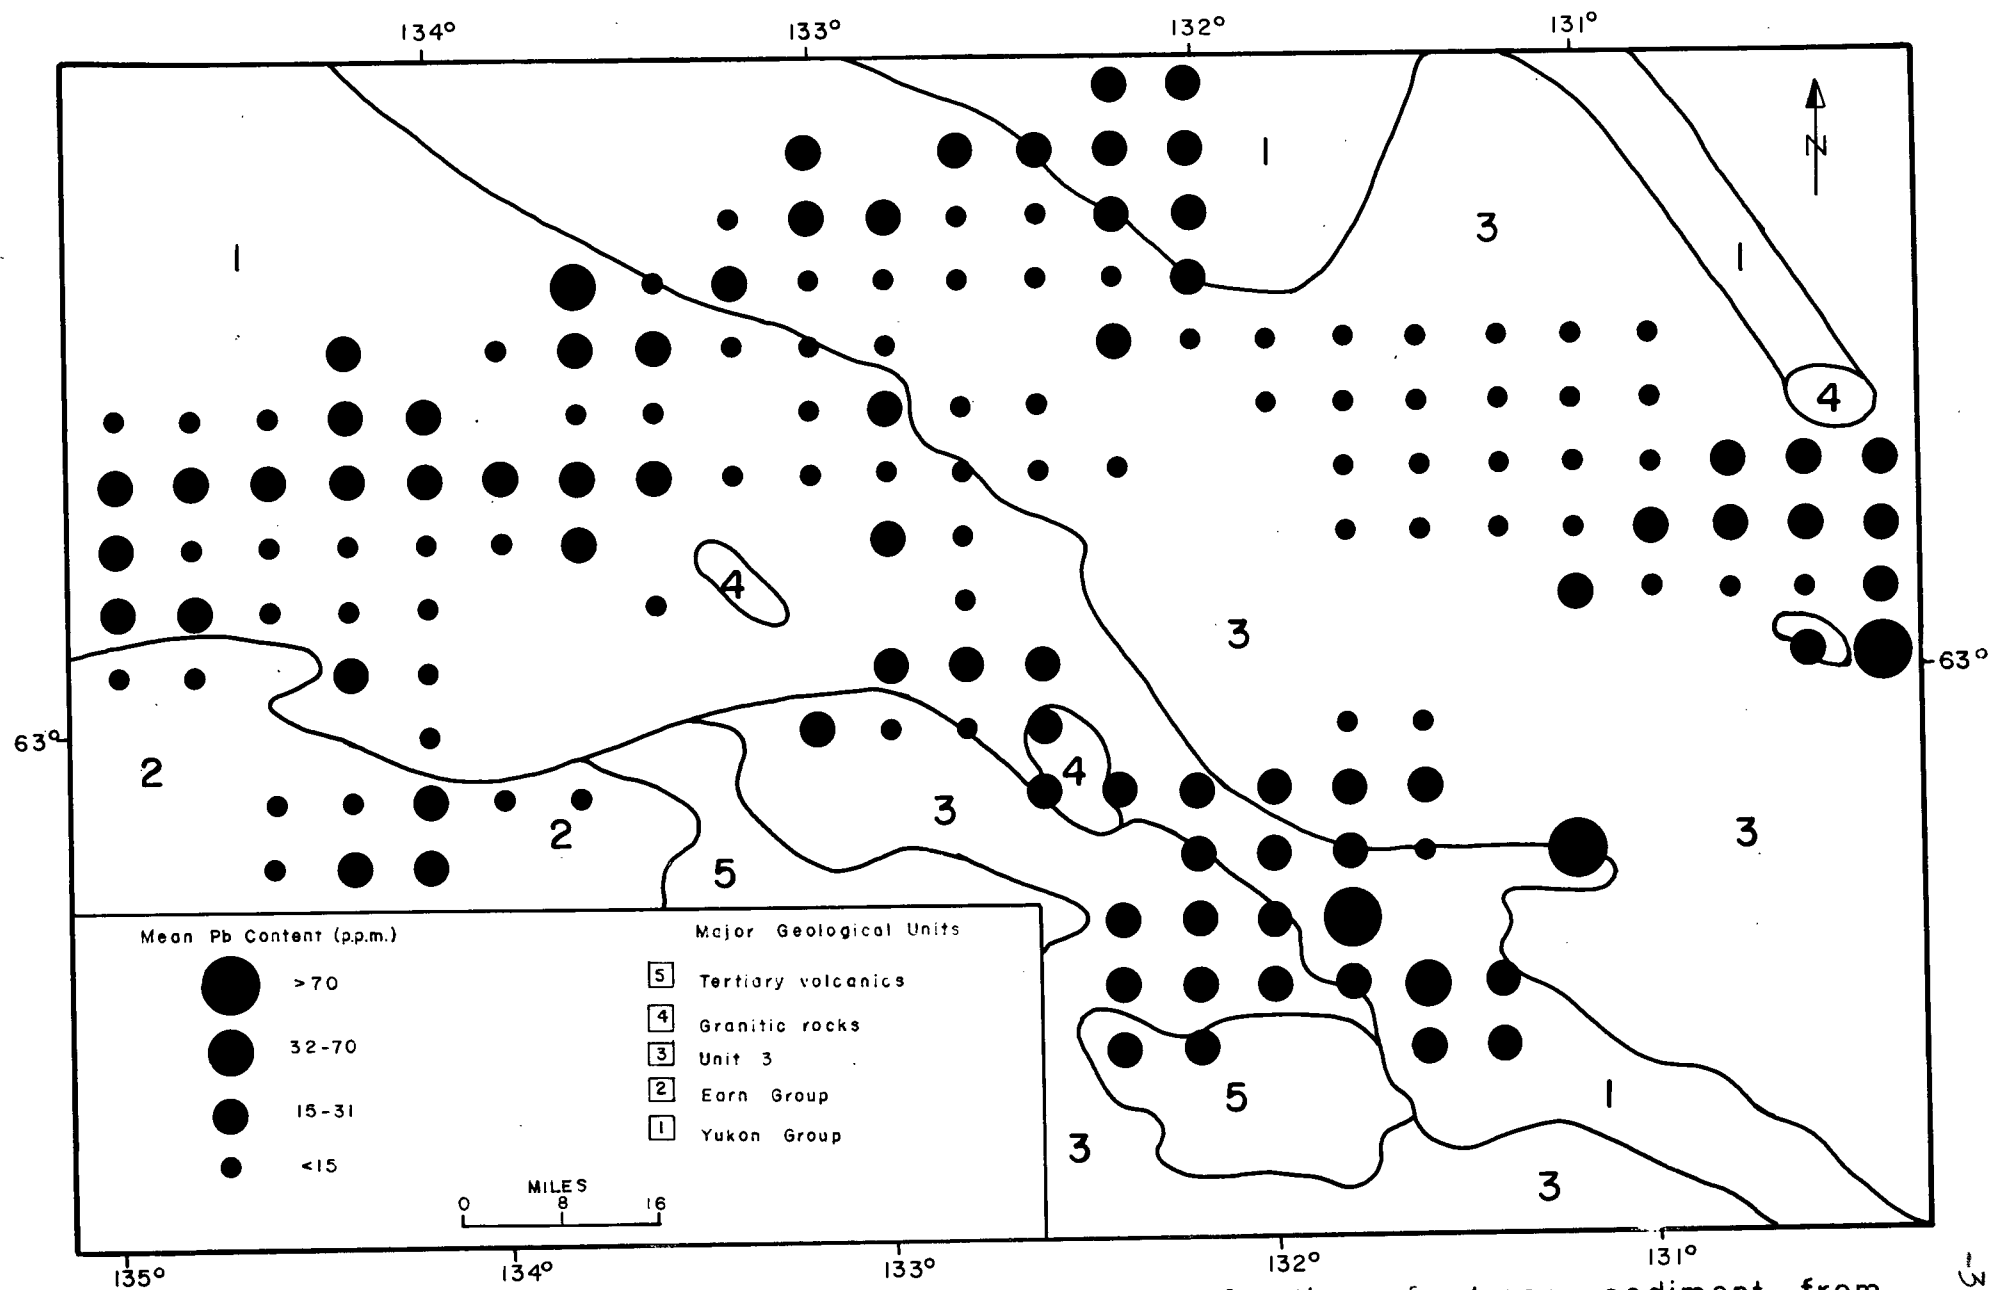 134° 133° 132° 131°
N
1
3
1
1
4
4
3
63°
63°
2
4
3
3
2
5
Mean Pb Content (p.p.m.)
>70
32-70
15-31
<15
Major Geological Units
5 Tertiary volcanics
4 Granitic rocks
3 Unit 3
2 Earn Group
1 Yukon Group
MILES
0 8 16
5
1
3
3
135° 134° 133° 132° 131°
sediment from
-3